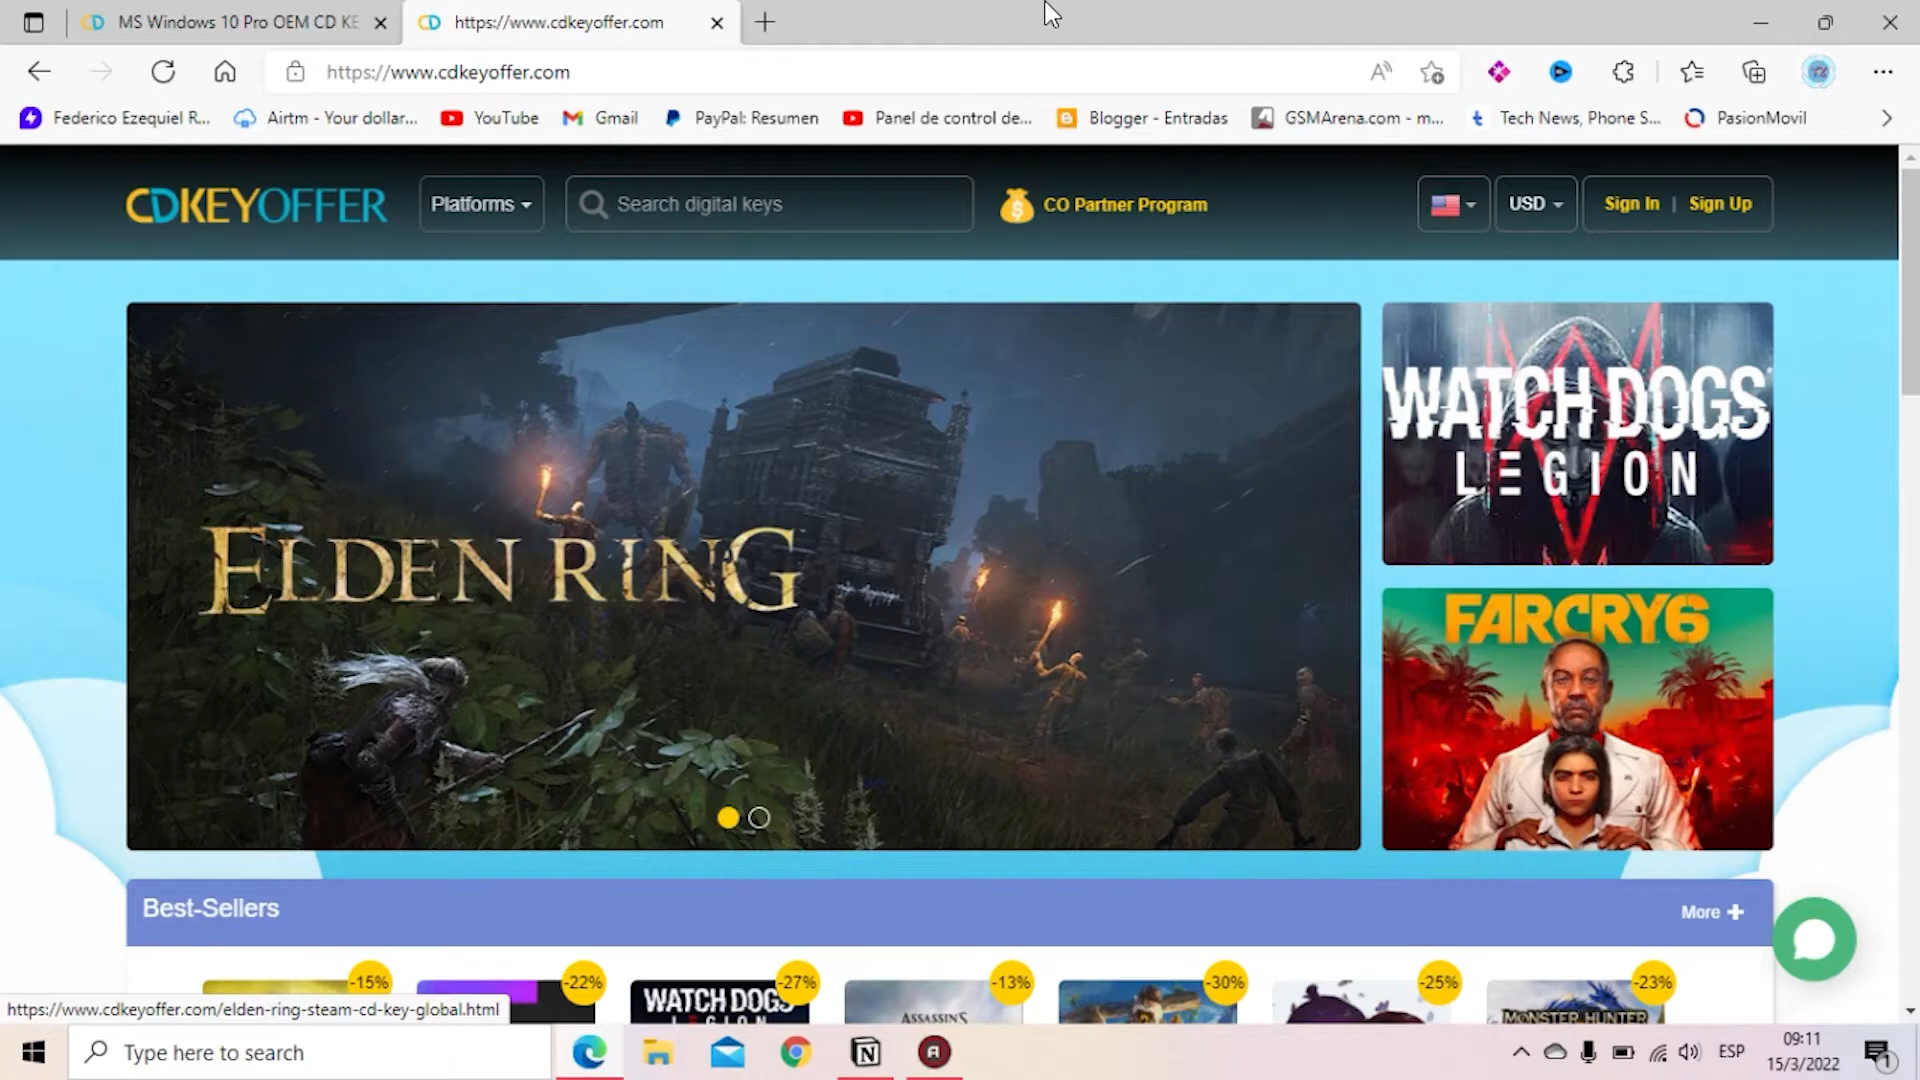 MS Windows 10 Pro OEM CD KE
https://www.cdkeyoffer.com
https://www.cdkeyoffer.com
Federico Ezequiel R...
Airtm - Your dollar...
YouTube
Gmail
PayPal: Resumen
Panel de control de...
Blogger - Entradas
GSMArena.com - m...
Tech News, Phone S...
PasionMovil
CDKEYOFFER
Platforms
Search digital keys
CO Partner Program
USD
Sign In | Sign Up
ELDEN RING
WATCH DOGS
LEGION
FARCRY6
Best-Sellers
More +
-15%
-22%
-27%
-13%
-30%
-25%
-23%
WATCH DOGS
LEGION
ASSASSIN'S
MONSTER HUNTER
https://www.cdkeyoffer.com/elden-ring-steam-cd-key-global.html
Type here to search
ESP
09:11
15/3/2022
1